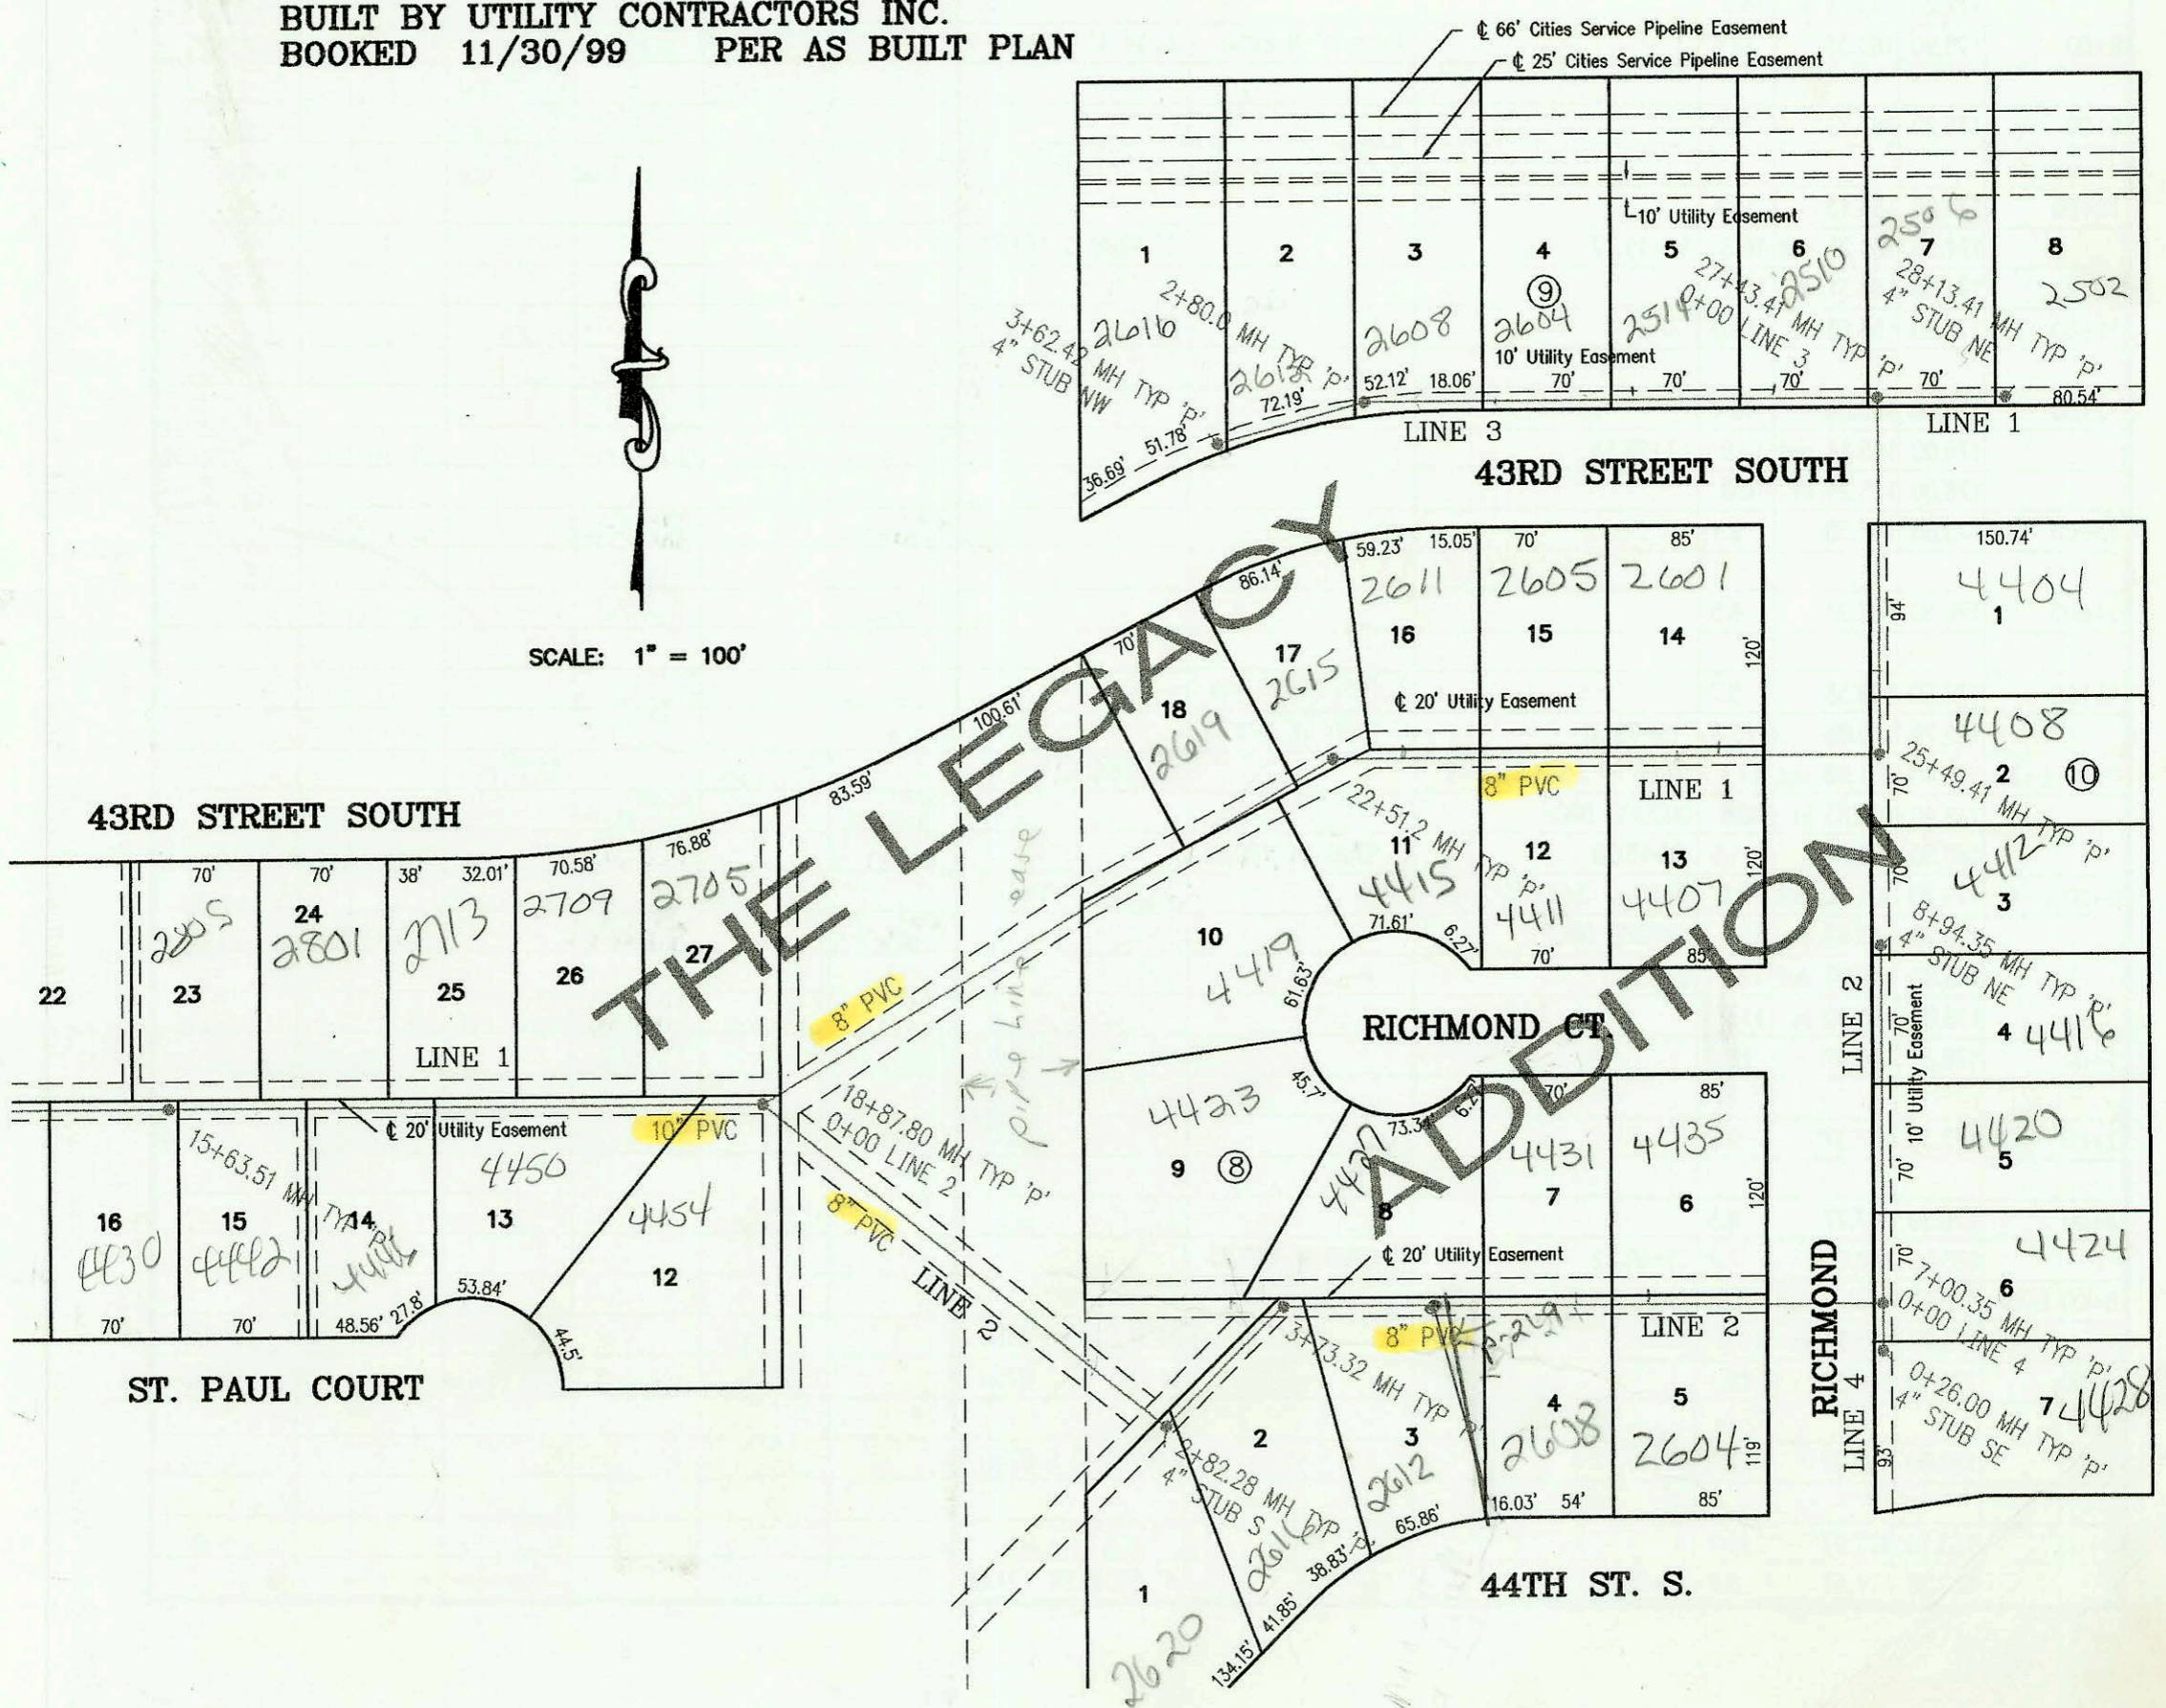 BUILT BY UTILITY CONTRACTORS INC.
BOOKED 11/30/99 PER AS BUILT PLAN
℄ 66' Cities Service Pipeline Easement
℄ 25' Cities Service Pipeline Easement
10' Utility Easement
1
2
3
4
5
6
7
8
9
2616
2612
2608
2604
2514
2510
2506
2502
3+62.42 MH TYP 'P'
4" STUB NW
2+80.0 MH TYP 'P'
27+43.41 MH TYP 'P'
0+00 LINE 3
28+13.41 MH TYP 'P'
4" STUB NE
10' Utility Easement
36.69'
51.78'
72.19'
52.12'
18.06'
70'
70'
70'
70'
80.54'
LINE 3
LINE 1
43RD STREET SOUTH
SCALE: 1" = 100'
THE LEGACY
ADDITION
83.59'
100.61'
70'
86.14'
59.23'
15.05'
70'
85'
2611
2605
2601
16
15
14
120'
17
2615
18
2619
℄ 20' Utility Easement
8" PVC
LINE 1
22+51.2 MH TYP 'P'
11
4415
12
4411
13
4407
120'
71.61'
6.27'
70'
85'
10
4419
61.63'
RICHMOND CT.
45.7'
4423
9
8
73.34'
70'
85'
4427
8
4431
7
4435
6
120'
℄ 20' Utility Easement
8" PVC
LINE 2
3+73.32 MH TYP 'P'
2
3
2612
4
2608
5
2604
119'
16.03'
54'
85'
65.86'
38.83'
41.85'
134.15'
2+82.28 MH TYP 'P'
4" STUB S
2616
1
2620
44TH ST. S.
150.74'
4404
1
94'
4408
2
10
70'
25+49.41 MH TYP 'P'
4412
3
70'
8+94.35 MH TYP 'P'
4" STUB NE
4
4416
70'
LINE 2
10' Utility Easement
4420
5
70'
4424
6
70'
7+00.35 MH TYP 'P'
0+00 LINE 4
RICHMOND
LINE 4
0+26.00 MH TYP 'P'
4" STUB SE
7
4428
93'
43RD STREET SOUTH
70'
70'
38'
32.01'
70.58'
76.88'
22
2805
23
24
2801
2713
25
2709
26
2705
27
LINE 1
8" PVC
pipe line ease
℄ 20' Utility Easement
10" PVC
15+63.51 MH TYP 'P'
18+87.80 MH TYP 'P'
0+00 LINE 2
8" PVC
LINE 2
16
4430
15
4442
14
4446
4450
13
4454
12
70'
70'
48.56'
27.8'
53.84'
44.5'
ST. PAUL COURT